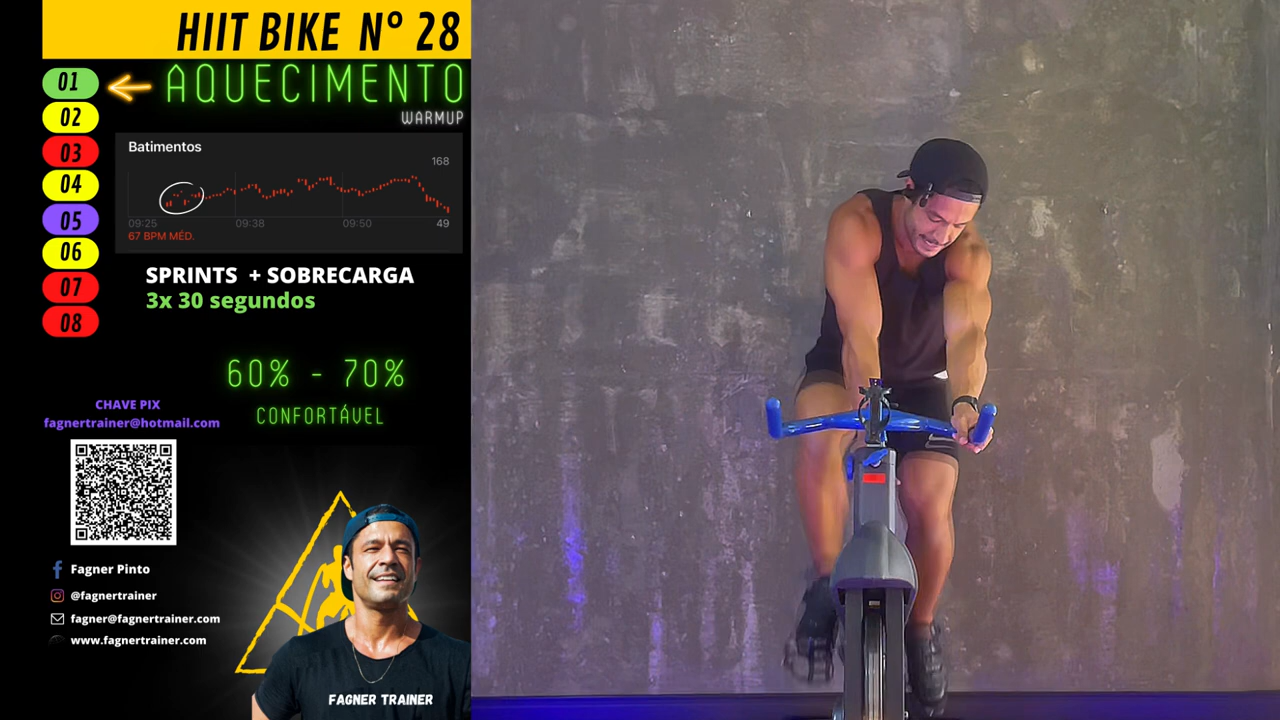 HIIT BIKE Nº 28
01
AQUECIMENTO
WARMUP
02
03
04
05
06
07
08
Batimentos
168
09:25
09:38
09:50
49
67 BPM MÉD.
SPRINTS + SOBRECARGA
3x 30 segundos
60% - 70%
CONFORTÁVEL
CHAVE PIX
fagnertrainer@hotmail.com
Fagner Pinto
@fagnertrainer
fagner@fagnertrainer.com
www.fagnertrainer.com
FAGNER TRAINER